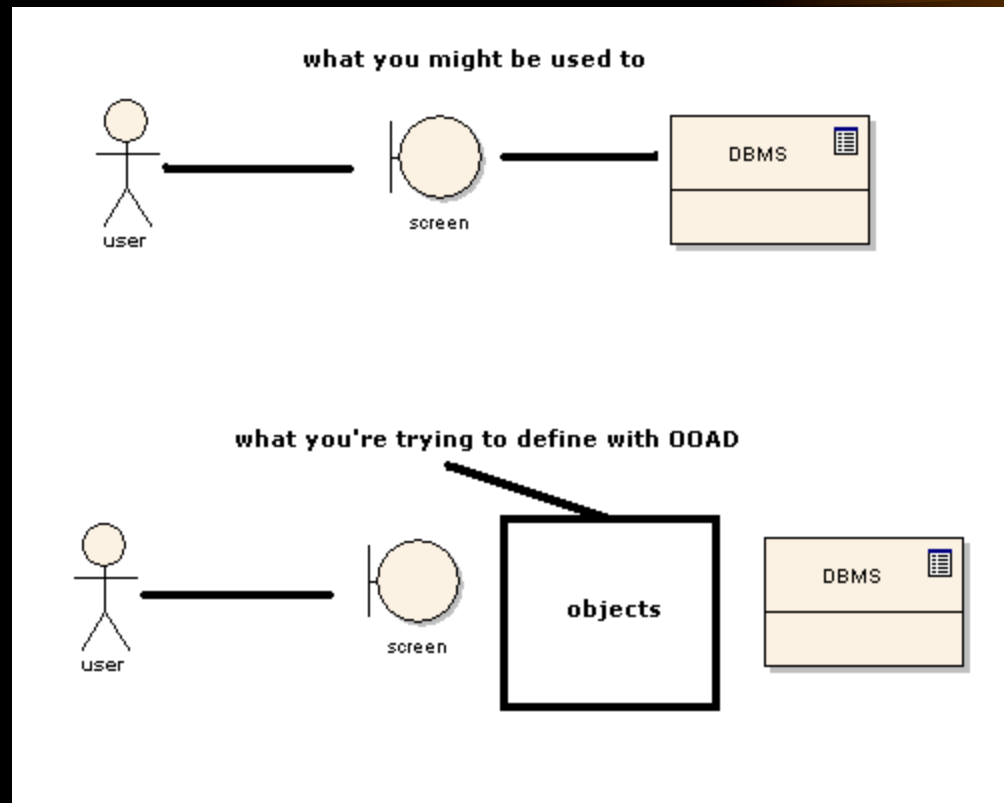 what you might be used to
DBMS
screen
user
what you're trying to define with OOAD
DBMS
objects
screen
user